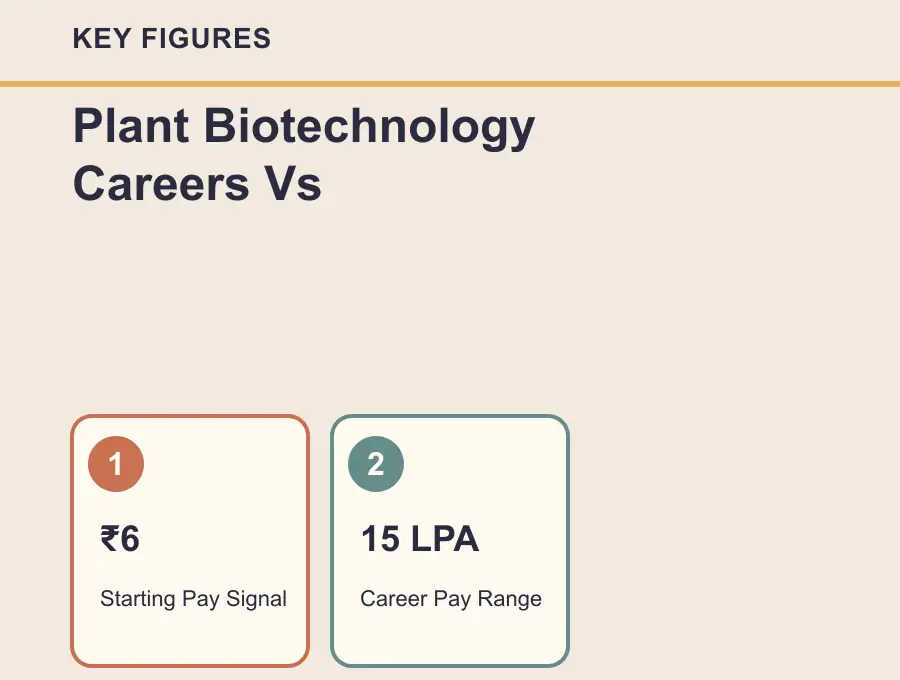 KEY FIGURES
Plant Biotechnology
Careers Vs
1
₹6
Starting Pay Signal
2
15 LPA
Career Pay Range